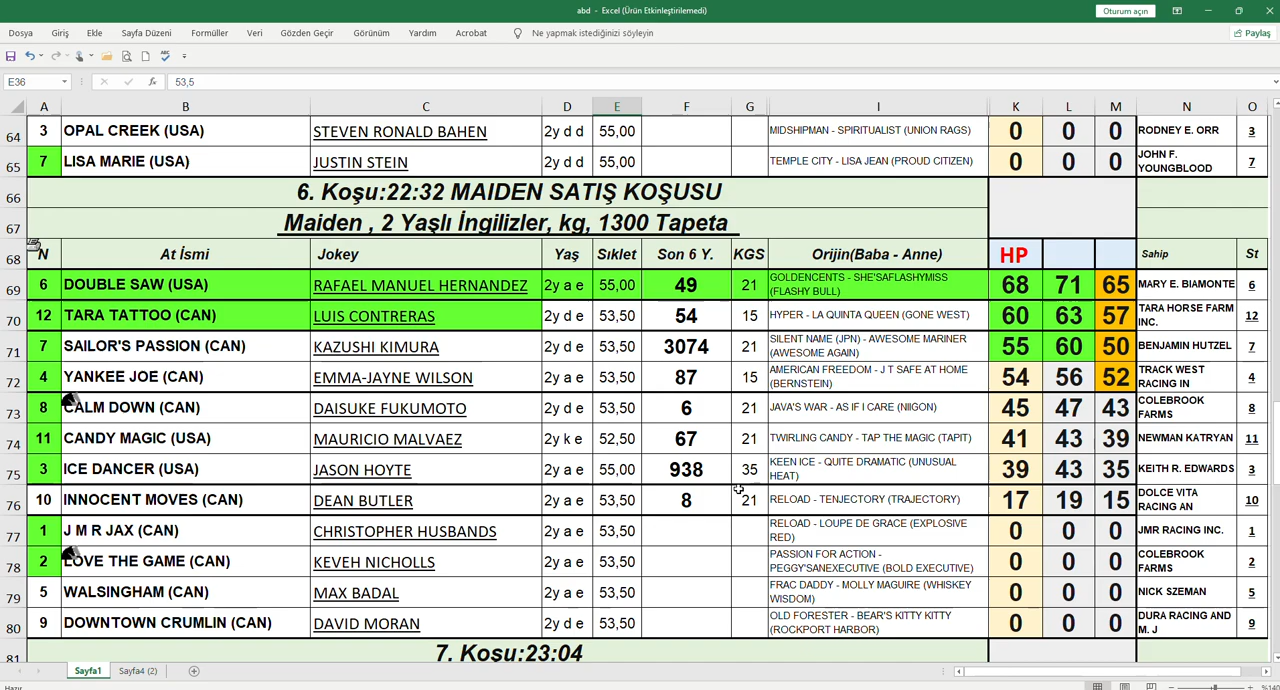 abd - Excel (Ürün Etkinleştirilemedi)
Oturum açın
Dosya Giriş Ekle Sayfa Düzeni Formüller Veri Gözden Geçir Görünüm Yardım Acrobat Ne yapmak istediğinizi söyleyin Paylaş
E36 fx 53,5
A B C D E F G I K L M N O
64 3 OPAL CREEK (USA) STEVEN RONALD BAHEN 2y d d 55,00 MIDSHIPMAN - SPIRITUALIST (UNION RAGS) 0 0 0 RODNEY E. ORR 3
65 7 LISA MARIE (USA) JUSTIN STEIN 2y d d 55,00 TEMPLE CITY - LISA JEAN (PROUD CITIZEN) 0 0 0 JOHN F. YOUNGBLOOD 7
66 6. Koşu:22:32 MAIDEN SATIŞ KOŞUSU
67 Maiden , 2 Yaşlı İngilizler, kg, 1300 Tapeta
68 N At İsmi Jokey Yaş Sıklet Son 6 Y. KGS Orijin(Baba - Anne) HP Sahip St
69 6 DOUBLE SAW (USA) RAFAEL MANUEL HERNANDEZ 2y a e 55,00 49 21 GOLDENCENTS - SHE'SAFLASHYMISS (FLASHY BULL) 68 71 65 MARY E. BIAMONTE 6
70 12 TARA TATTOO (CAN) LUIS CONTRERAS 2y d e 53,50 54 15 HYPER - LA QUINTA QUEEN (GONE WEST) 60 63 57 TARA HORSE FARM INC. 12
71 7 SAILOR'S PASSION (CAN) KAZUSHI KIMURA 2y d e 53,50 3074 21 SILENT NAME (JPN) - AWESOME MARINER (AWESOME AGAIN) 55 60 50 BENJAMIN HUTZEL 7
72 4 YANKEE JOE (CAN) EMMA-JAYNE WILSON 2y a e 53,50 87 15 AMERICAN FREEDOM - J T SAFE AT HOME (BERNSTEIN) 54 56 52 TRACK WEST RACING IN 4
73 8 CALM DOWN (CAN) DAISUKE FUKUMOTO 2y d e 53,50 6 21 JAVA'S WAR - AS IF I CARE (NIIGON) 45 47 43 COLEBROOK FARMS 8
74 11 CANDY MAGIC (USA) MAURICIO MALVAEZ 2y k e 52,50 67 21 TWIRLING CANDY - TAP THE MAGIC (TAPIT) 41 43 39 NEWMAN KATRYAN 11
75 3 ICE DANCER (USA) JASON HOYTE 2y a e 55,00 938 35 KEEN ICE - QUITE DRAMATIC (UNUSUAL HEAT) 39 43 35 KEITH R. EDWARDS 3
76 10 INNOCENT MOVES (CAN) DEAN BUTLER 2y a e 53,50 8 21 RELOAD - TENJECTORY (TRAJECTORY) 17 19 15 DOLCE VITA RACING AN 10
77 1 J M R JAX (CAN) CHRISTOPHER HUSBANDS 2y a e 53,50 RELOAD - LOUPE DE GRACE (EXPLOSIVE RED) 0 0 0 JMR RACING INC. 1
78 2 LOVE THE GAME (CAN) KEVEH NICHOLLS 2y a e 53,50 PASSION FOR ACTION - PEGGY'SANEXECUTIVE (BOLD EXECUTIVE) 0 0 0 COLEBROOK FARMS 2
79 5 WALSINGHAM (CAN) MAX BADAL 2y a e 53,50 FRAC DADDY - MOLLY MAGUIRE (WHISKEY WISDOM) 0 0 0 NICK SZEMAN 5
80 9 DOWNTOWN CRUMLIN (CAN) DAVID MORAN 2y d e 53,50 OLD FORESTER - BEAR'S KITTY KITTY (ROCKPORT HARBOR) 0 0 0 DURA RACING AND M. J 9
81 7. Koşu:23:04
Sayfa1 Sayfa4 (2)
Hazır %140